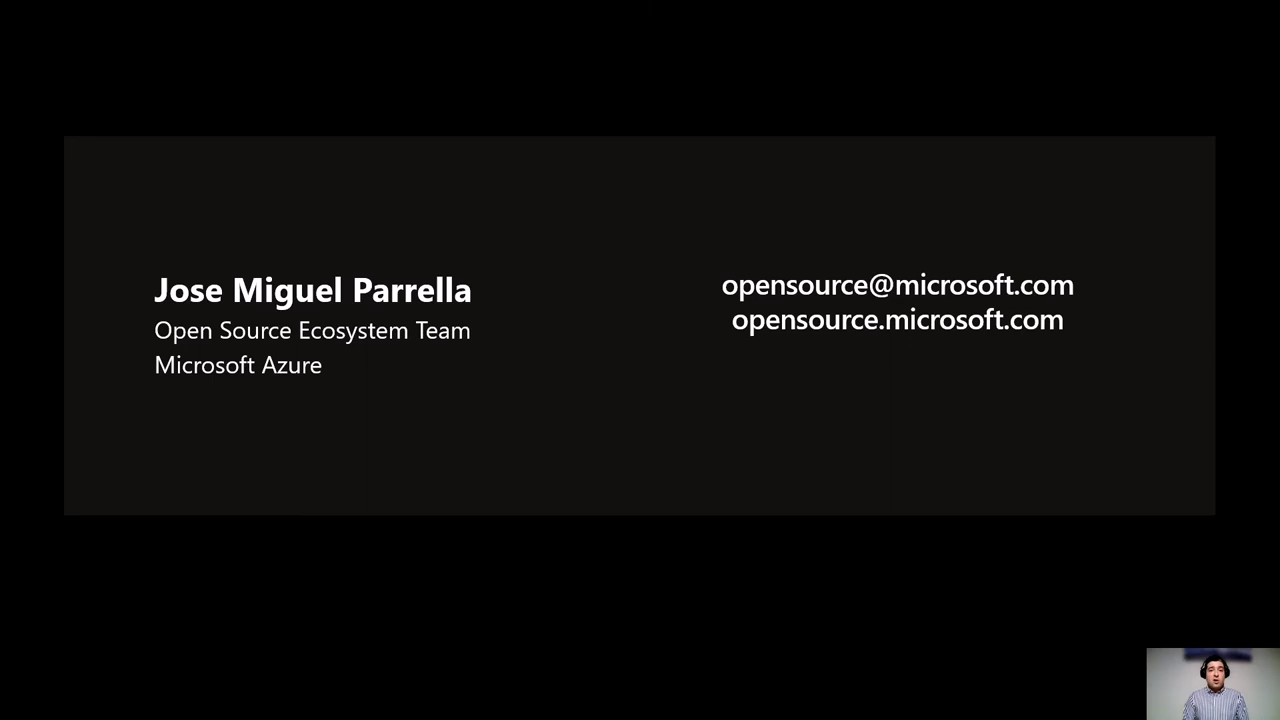 Jose Miguel Parrella
Open Source Ecosystem Team
Microsoft Azure
opensource@microsoft.com
opensource.microsoft.com